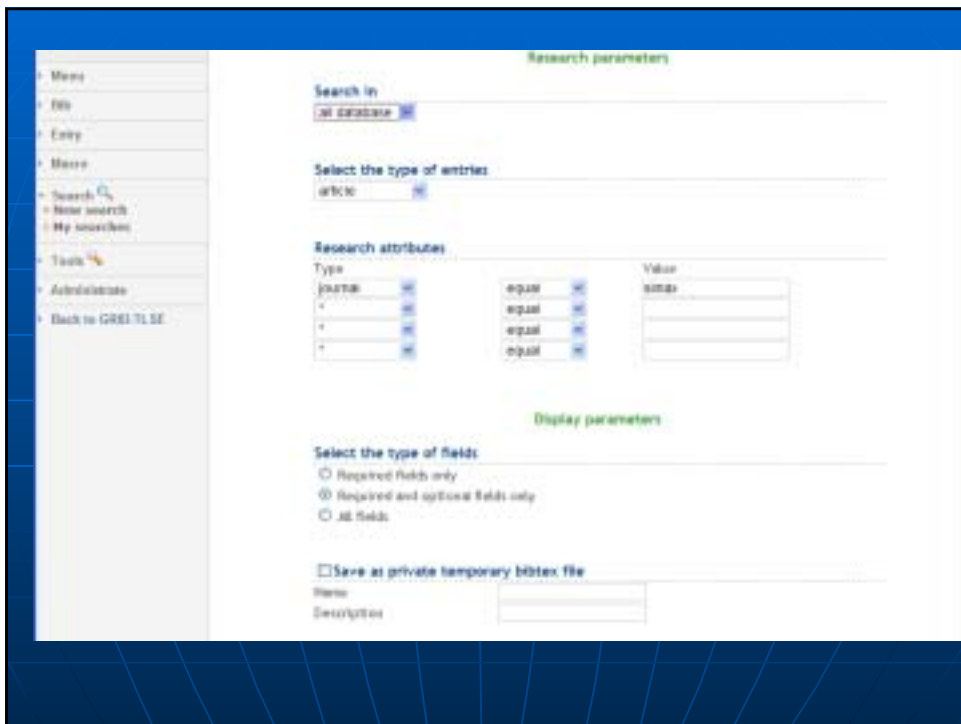 Research parameters
Menu
Bib
Entry
Macro
Search
New search
My searches
Tools
Administrate
Back to GRID TLSE
Search in
all database
Select the type of entries
article
Research attributes
Type Value
journal equal simax
* equal
* equal
* equal
Display parameters
Select the type of fields
Required fields only
Required and optional fields only
All fields
Save as private temporary bibtex file
Name
Description